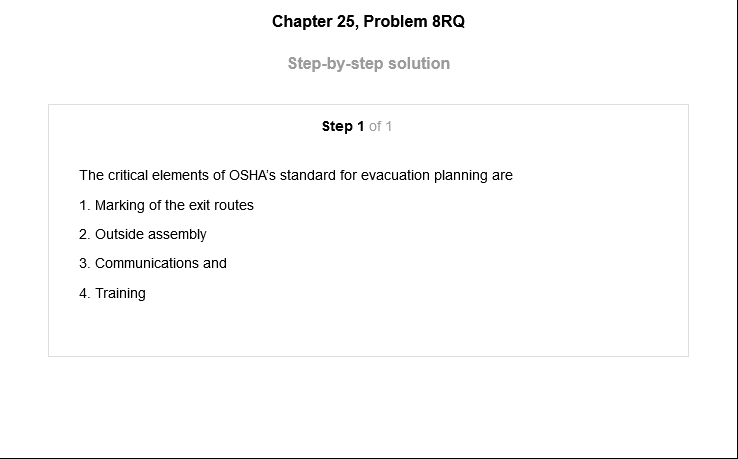 Chapter 25, Problem 8RQ
Step-by-step solution
Step 1 of 1
The critical elements of OSHA's standard for evacuation planning are
1. Marking of the exit routes
2. Outside assembly
3. Communications and
4. Training